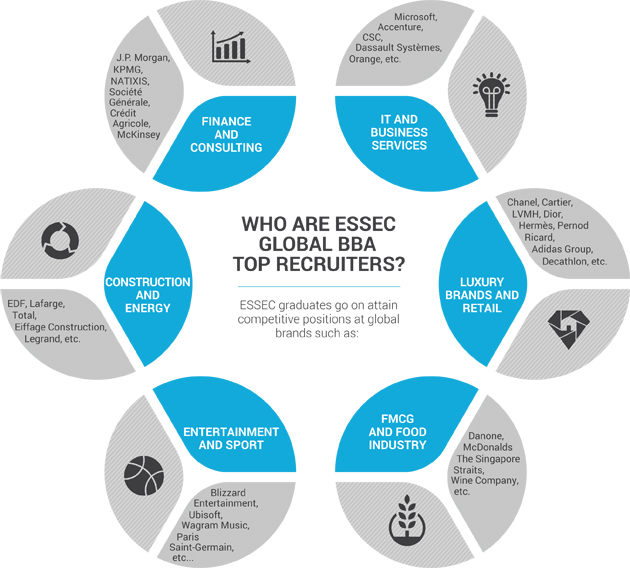 J.P. Morgan,
KPMG,
NATIXIS,
Société
Générale,
Crédit
Agricole,
McKinsey
FINANCE
AND
CONSULTING
Microsoft,
Accenture,
CSC,
Dassault Systèmes,
Orange, etc.
IT AND
BUSINESS
SERVICES
WHO ARE ESSEC
GLOBAL BBA
TOP RECRUITERS?
ESSEC graduates go on attain
competitive positions at global
brands such as:
CONSTRUCTION
AND
ENERGY
EDF, Lafarge,
Total,
Eiffage Construction,
Legrand, etc.
Chanel, Cartier,
LVMH, Dior,
Hermès, Pernod
Ricard,
Adidas Group,
Decathlon, etc.
LUXURY
BRANDS AND
RETAIL
ENTERTAINMENT
AND SPORT
Blizzard
Entertainment,
Ubisoft,
Wagram Music,
Paris
Saint-Germain,
etc...
FMCG
AND FOOD
INDUSTRY
Danone,
McDonalds
The Singapore
Straits,
Wine Company,
etc.